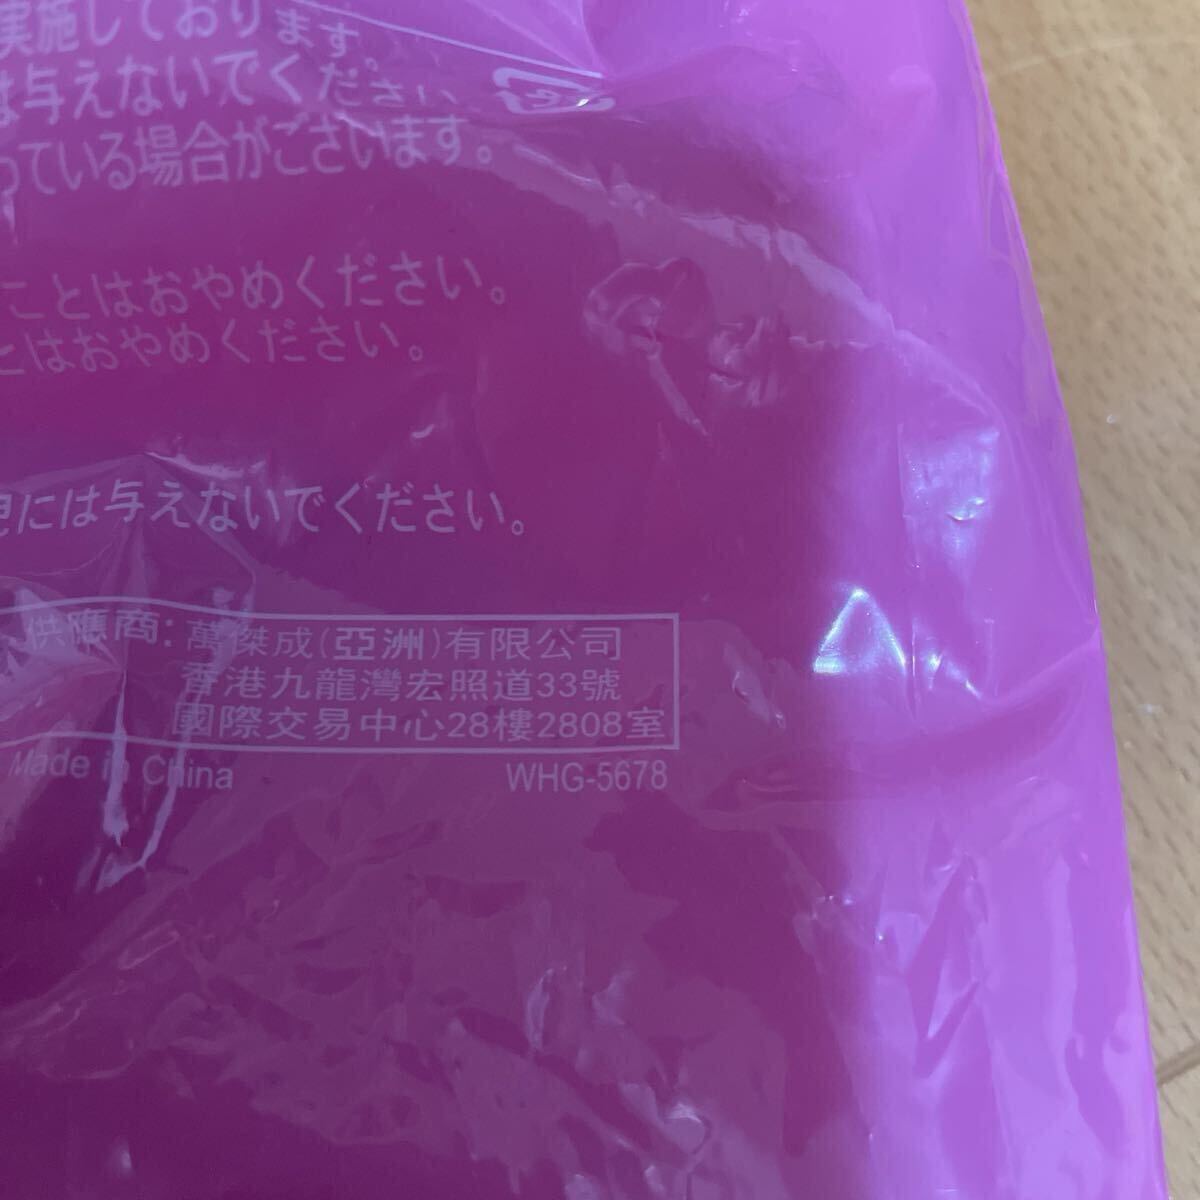 実施しております。
は与えないでください
っている場合がございます。
プラ
ことはおやめください。
とはおやめください。
児には与えないでください。
供應商：萬傑成(亞洲)有限公司
香港九龍灣宏照道33號
國際交易中心28樓2808室
Made in China
WHG-5678